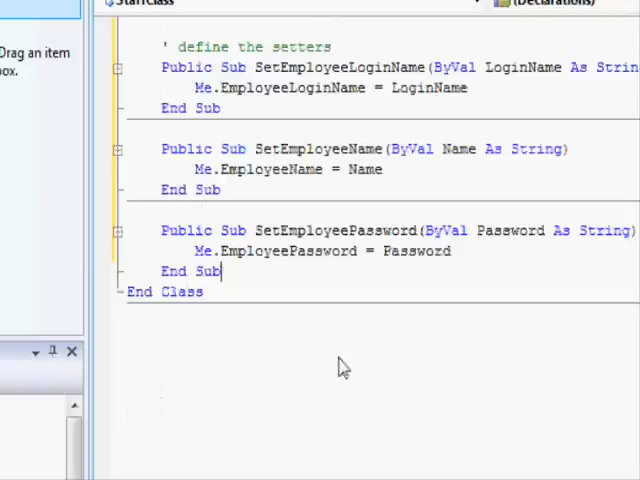 StaffClass
(Declarations)
Drag an item
box.
' define the setters
Public Sub SetEmployeeLoginName(ByVal LoginName As Strin
Me.EmployeeLoginName = LoginName
End Sub
Public Sub SetEmployeeName(ByVal Name As String)
Me.EmployeeName = Name
End Sub
Public Sub SetEmployeePassword(ByVal Password As String)
Me.EmployeePassword = Password
End Sub
End Class